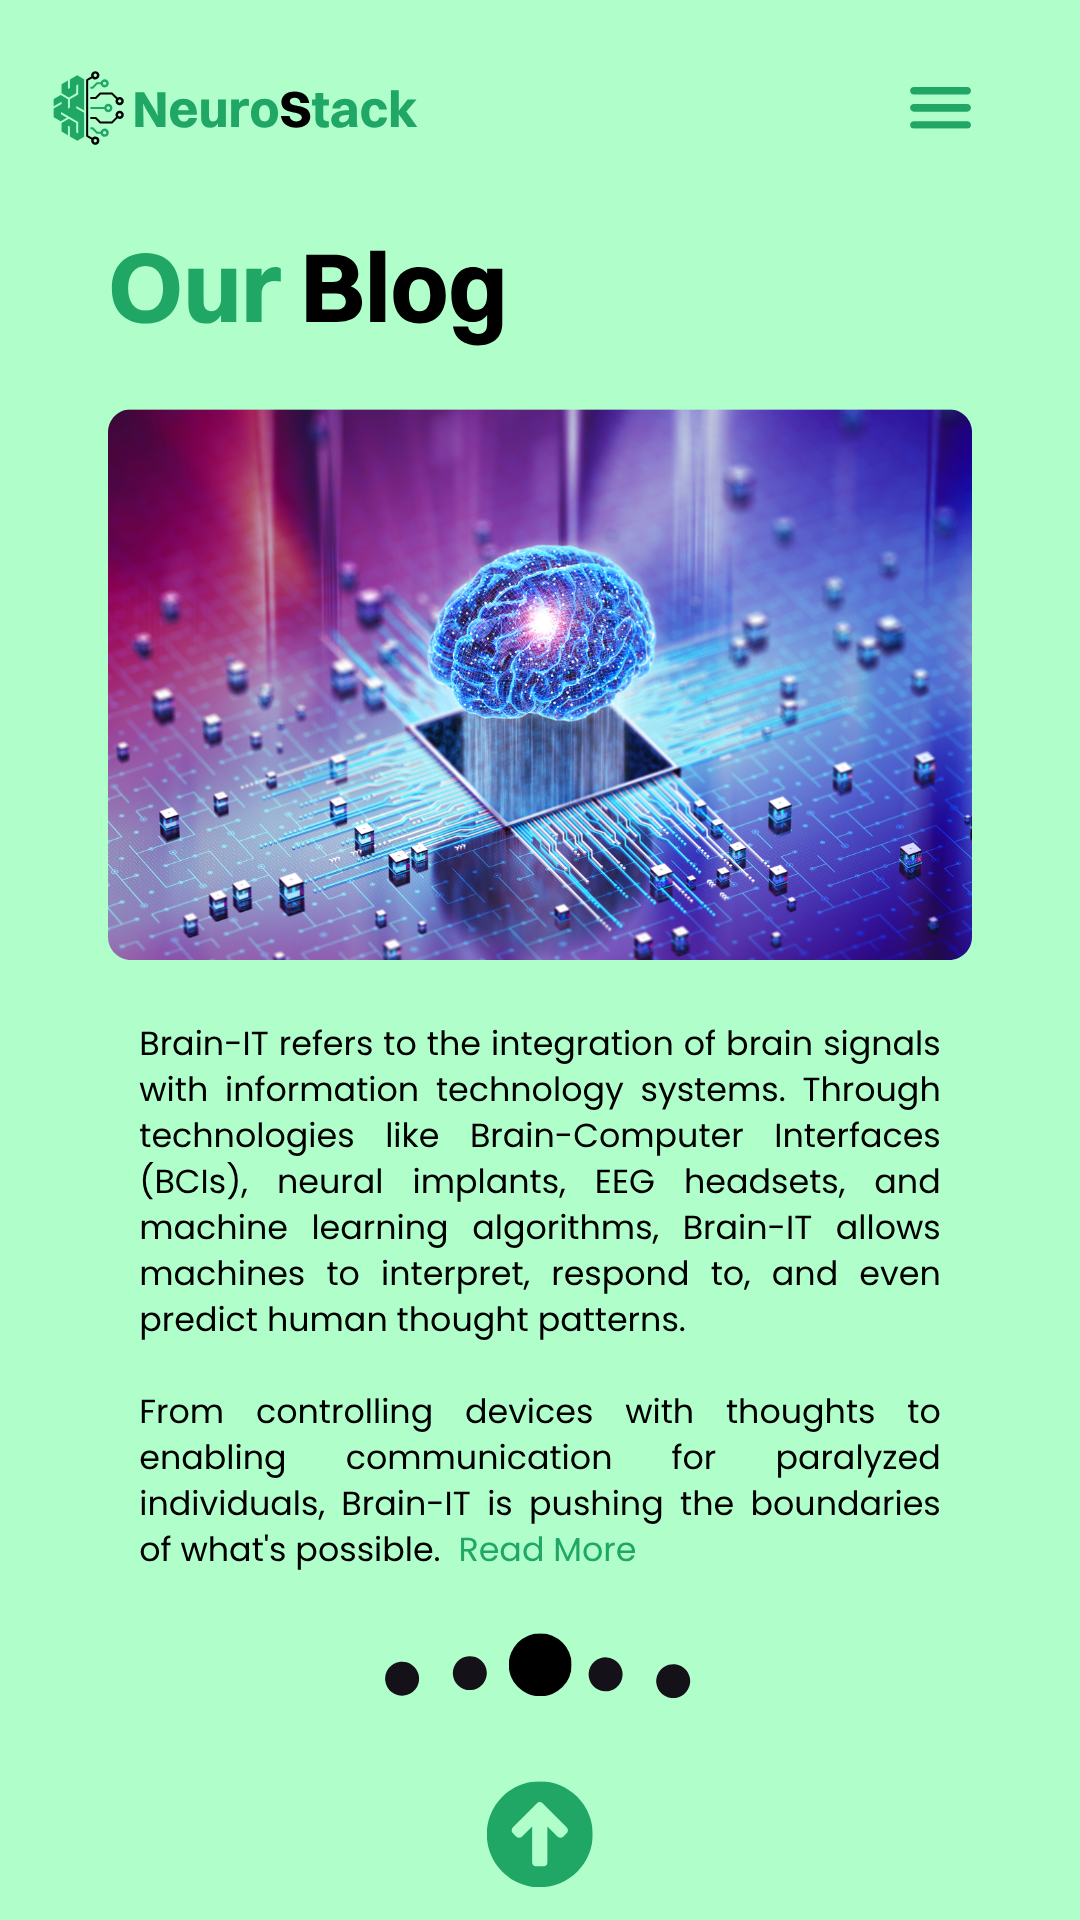 NeuroStack
Our Blog
Brain-IT refers to the integration of brain signals
with information technology systems. Through
technologies like Brain-Computer Interfaces
(BCIs), neural implants, EEG headsets, and
machine learning algorithms, Brain-IT allows
machines to interpret, respond to, and even
predict human thought patterns.
From controlling devices with thoughts to
enabling communication for paralyzed
individuals, Brain-IT is pushing the boundaries
of what's possible. Read More